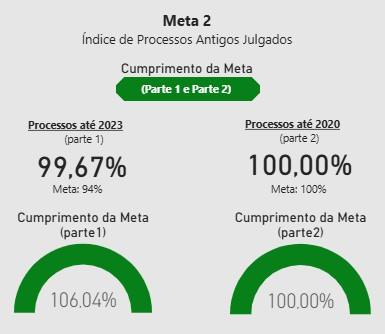 Meta 2
Índice de Processos Antigos Julgados
Cumprimento da Meta
(Parte 1 e Parte 2)
Processos até 2023
(parte 1)
99,67%
Meta: 94%
Processos até 2020
(parte 2)
100,00%
Meta: 100%
Cumprimento da Meta
(parte1)
106,04%
Cumprimento da Meta
(parte2)
100,00%